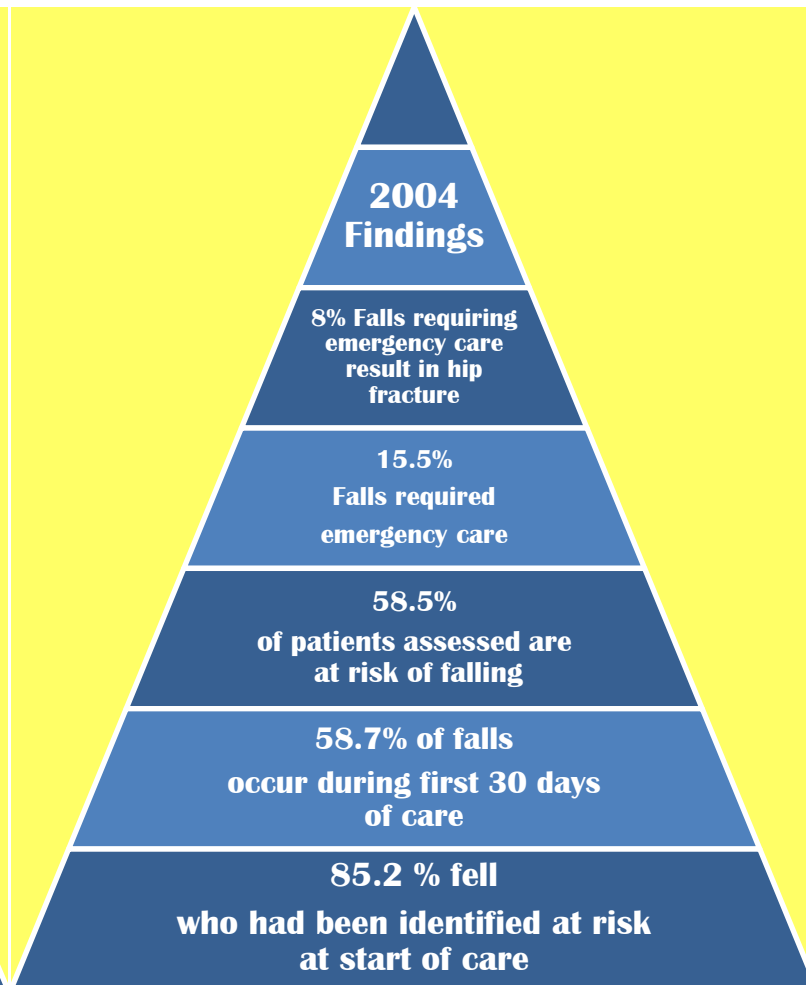 2004
Findings
8% Falls requiring
emergency care
result in hip
fracture
15.5%
Falls required
emergency care
58.5%
of patients assessed are
at risk of falling
58.7% of falls
occur during first 30 days
of care
85.2 % fell
who had been identified at risk
at start of care